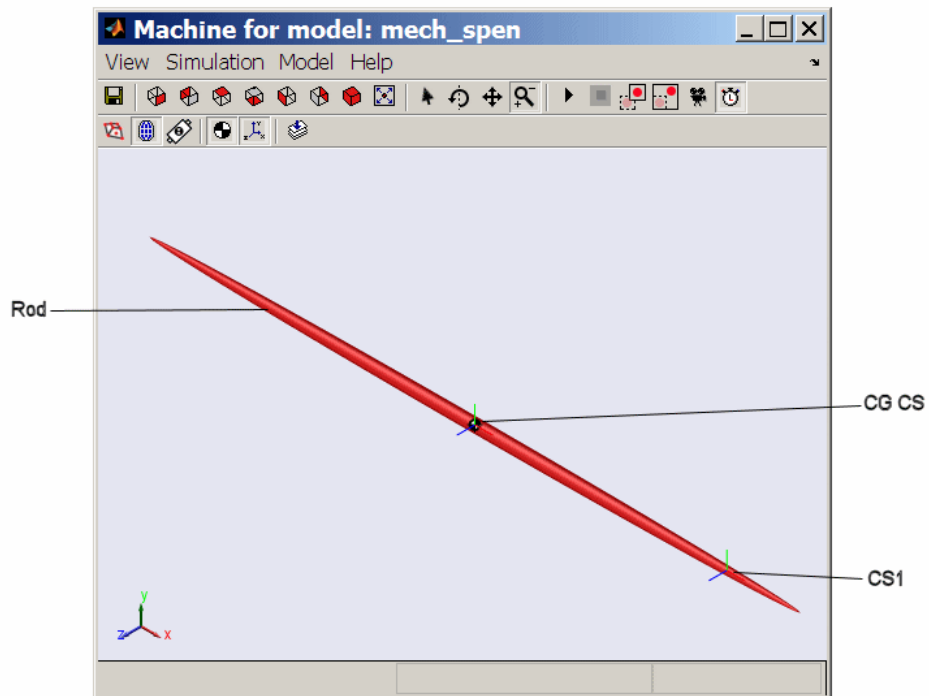 Machine for model: mech_spen
View Simulation Model Help
Rod
CG CS
CS1
y
z x